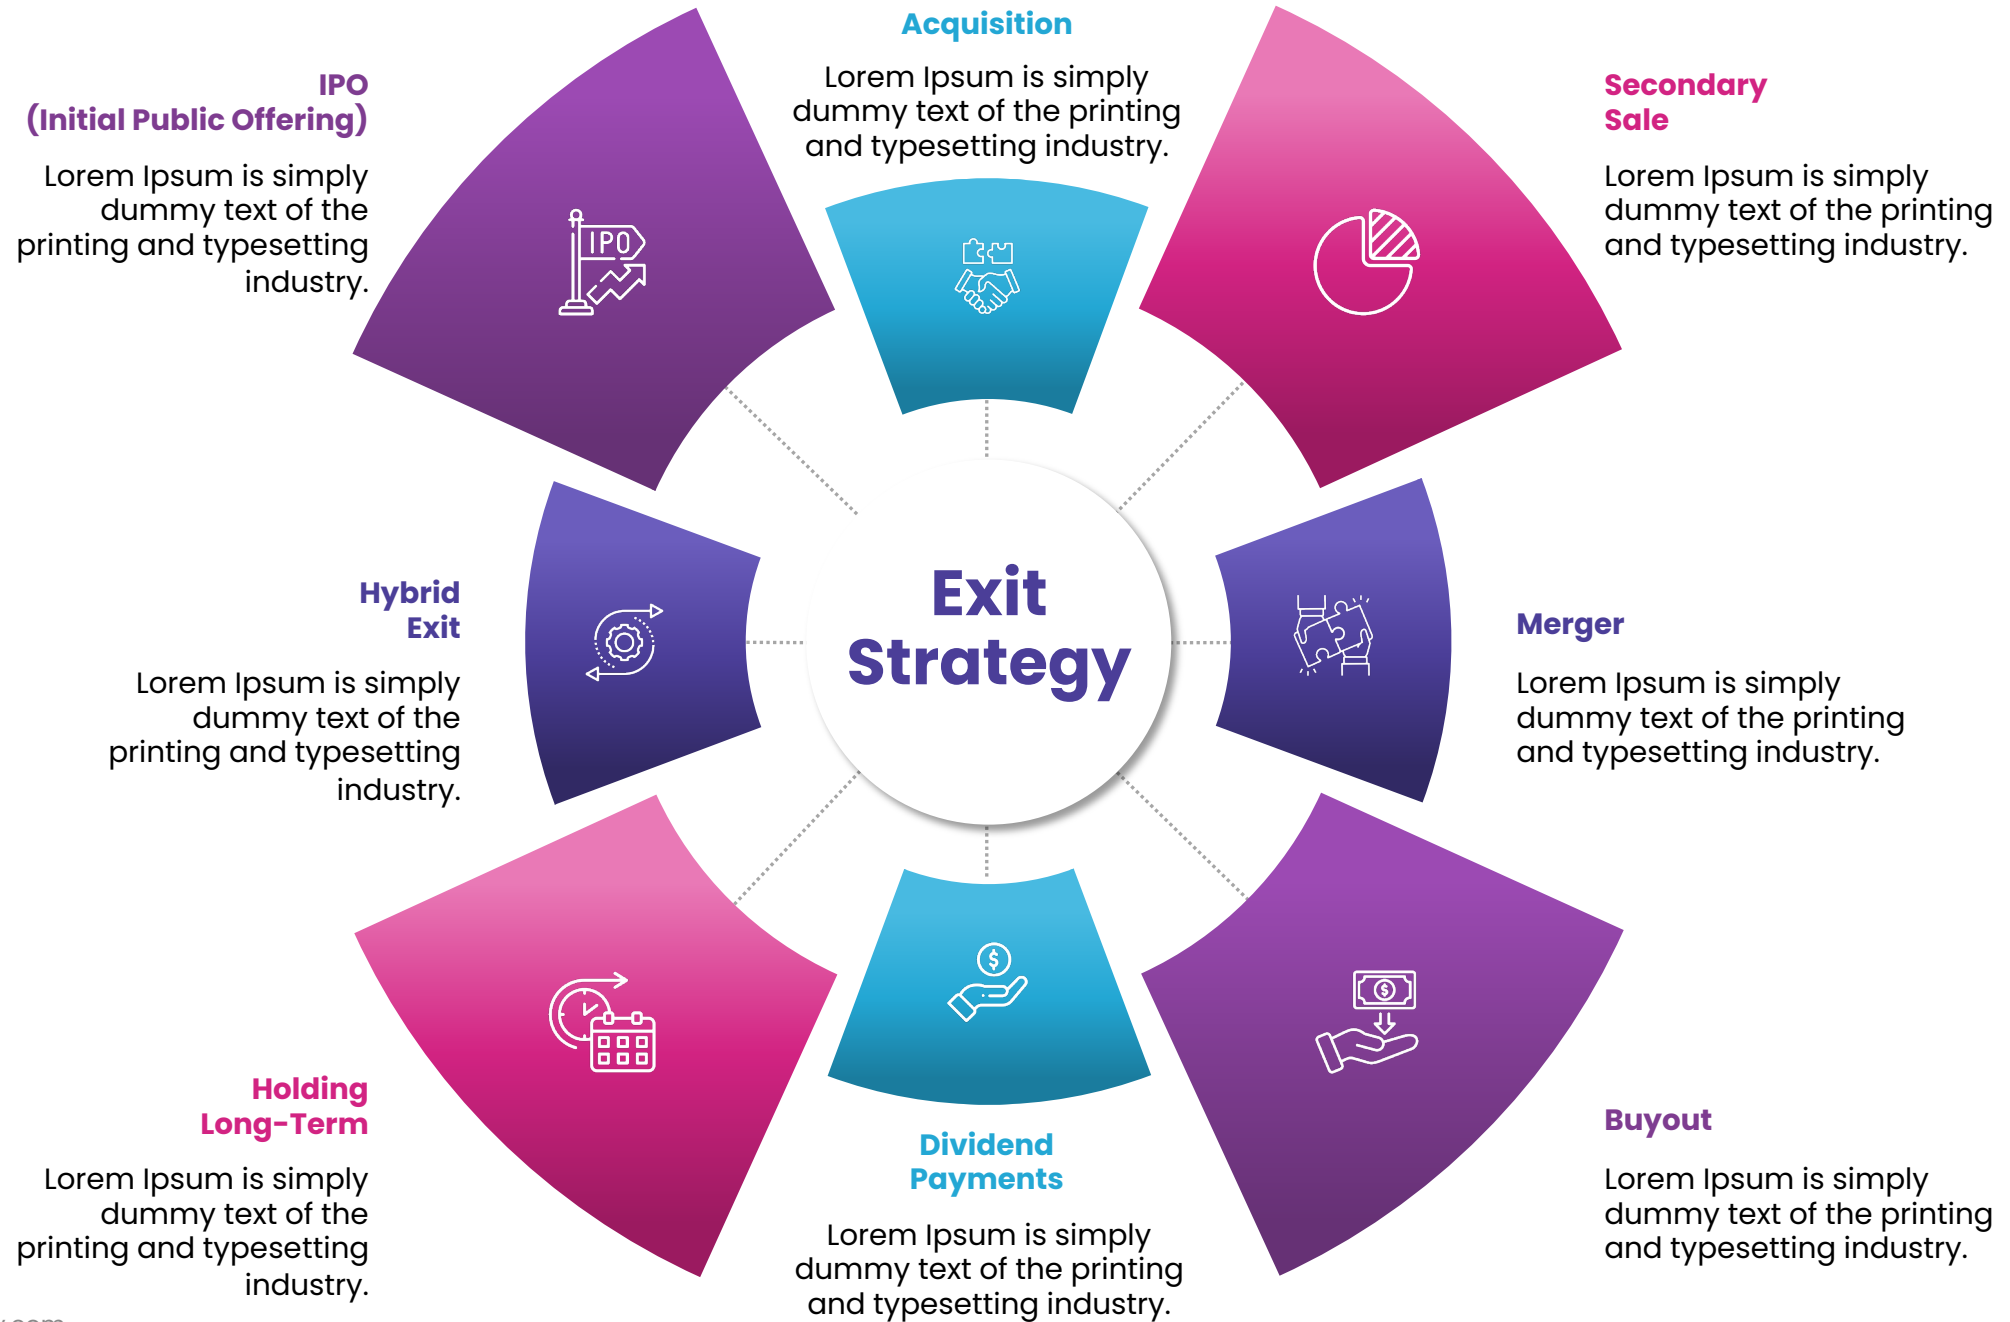 IPO
(Initial Public Offering)
Lorem Ipsum is simply
dummy text of the
printing and typesetting
industry.
Acquisition
Lorem Ipsum is simply
dummy text of the printing
and typesetting industry.
Secondary
Sale
Lorem Ipsum is simply
dummy text of the printing
and typesetting industry.
IPO
Hybrid
Exit
Lorem Ipsum is simply
dummy text of the
printing and typesetting
industry.
Exit
Strategy
Merger
Lorem Ipsum is simply
dummy text of the printing
and typesetting industry.
$
$
Holding
Long-Term
Lorem Ipsum is simply
dummy text of the
printing and typesetting
industry.
Dividend
Payments
Lorem Ipsum is simply
dummy text of the printing
and typesetting industry.
Buyout
Lorem Ipsum is simply
dummy text of the printing
and typesetting industry.